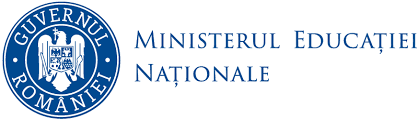 GUVERNUL
ROMÂNIEI
MINISTERUL EDUCAȚIEI
NAȚIONALE